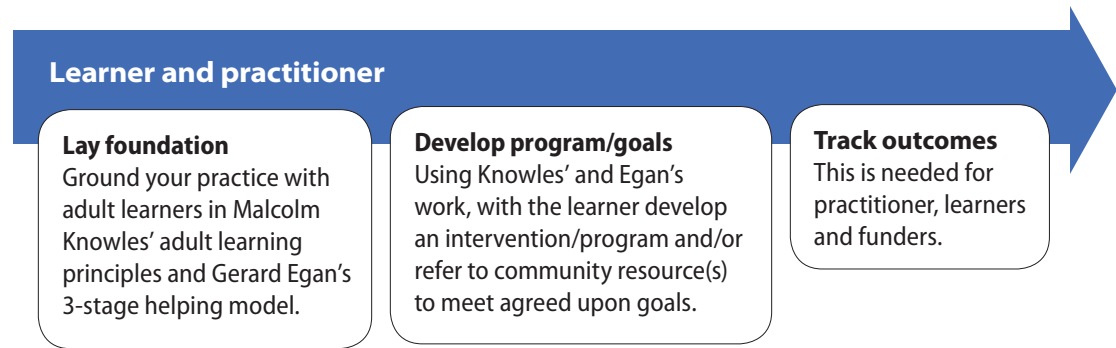 Learner and practitioner
Lay foundation
Ground your practice with
adult learners in Malcolm
Knowles’ adult learning
principles and Gerard Egan’s
3-stage helping model.
Develop program/goals
Using Knowles’ and Egan’s
work, with the learner develop
an intervention/program and/or
refer to community resource(s)
to meet agreed upon goals.
Track outcomes
This is needed for
practitioner, learners
and funders.